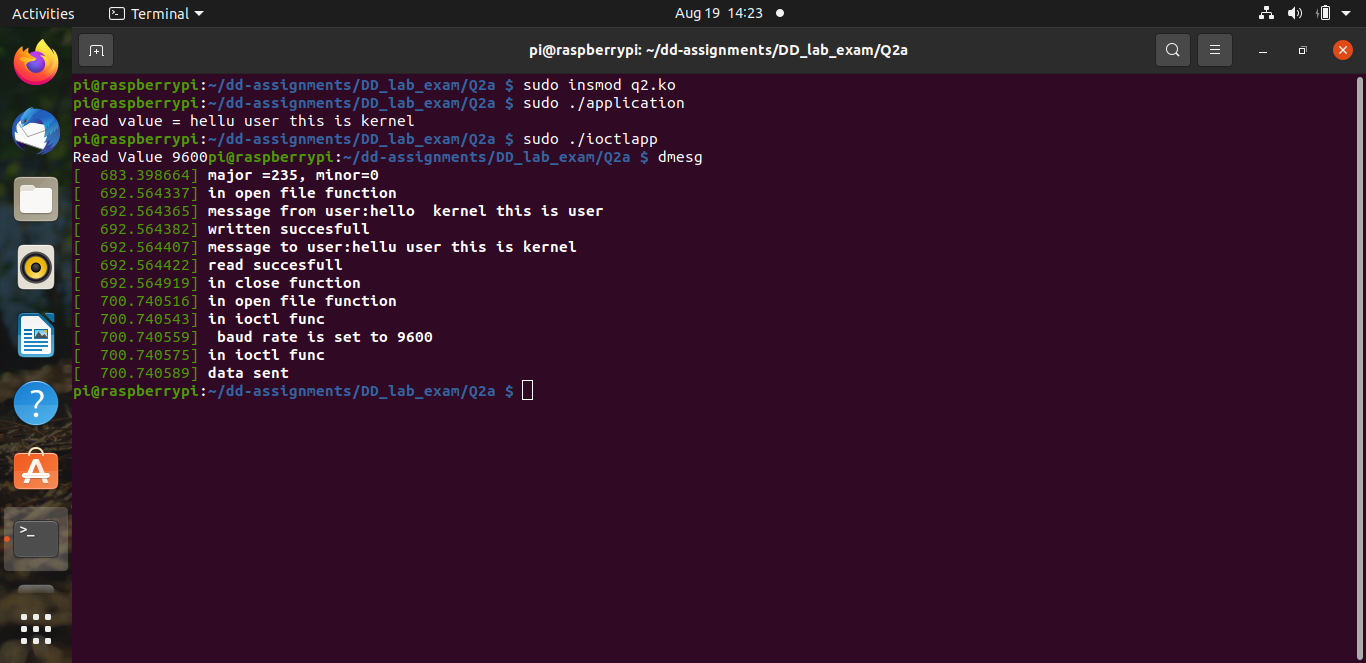 Activities Terminal Aug 19 14:23
pi@raspberrypi: ~/dd-assignments/DD_lab_exam/Q2a
pi@raspberrypi:~/dd-assignments/DD_lab_exam/Q2a $ sudo insmod q2.ko
pi@raspberrypi:~/dd-assignments/DD_lab_exam/Q2a $ sudo ./application
read value = hellu user this is kernel
pi@raspberrypi:~/dd-assignments/DD_lab_exam/Q2a $ sudo ./ioctlapp
Read Value 9600pi@raspberrypi:~/dd-assignments/DD_lab_exam/Q2a $ dmesg
[  683.398664] major =235, minor=0
[  692.564337] in open file function
[  692.564365] message from user:hello  kernel this is user
[  692.564382] written succesfull
[  692.564407] message to user:hellu user this is kernel
[  692.564422] read succesfull
[  692.564919] in close function
[  700.740516] in open file function
[  700.740543] in ioctl func
[  700.740559]  baud rate is set to 9600
[  700.740575] in ioctl func
[  700.740589] data sent
pi@raspberrypi:~/dd-assignments/DD_lab_exam/Q2a $